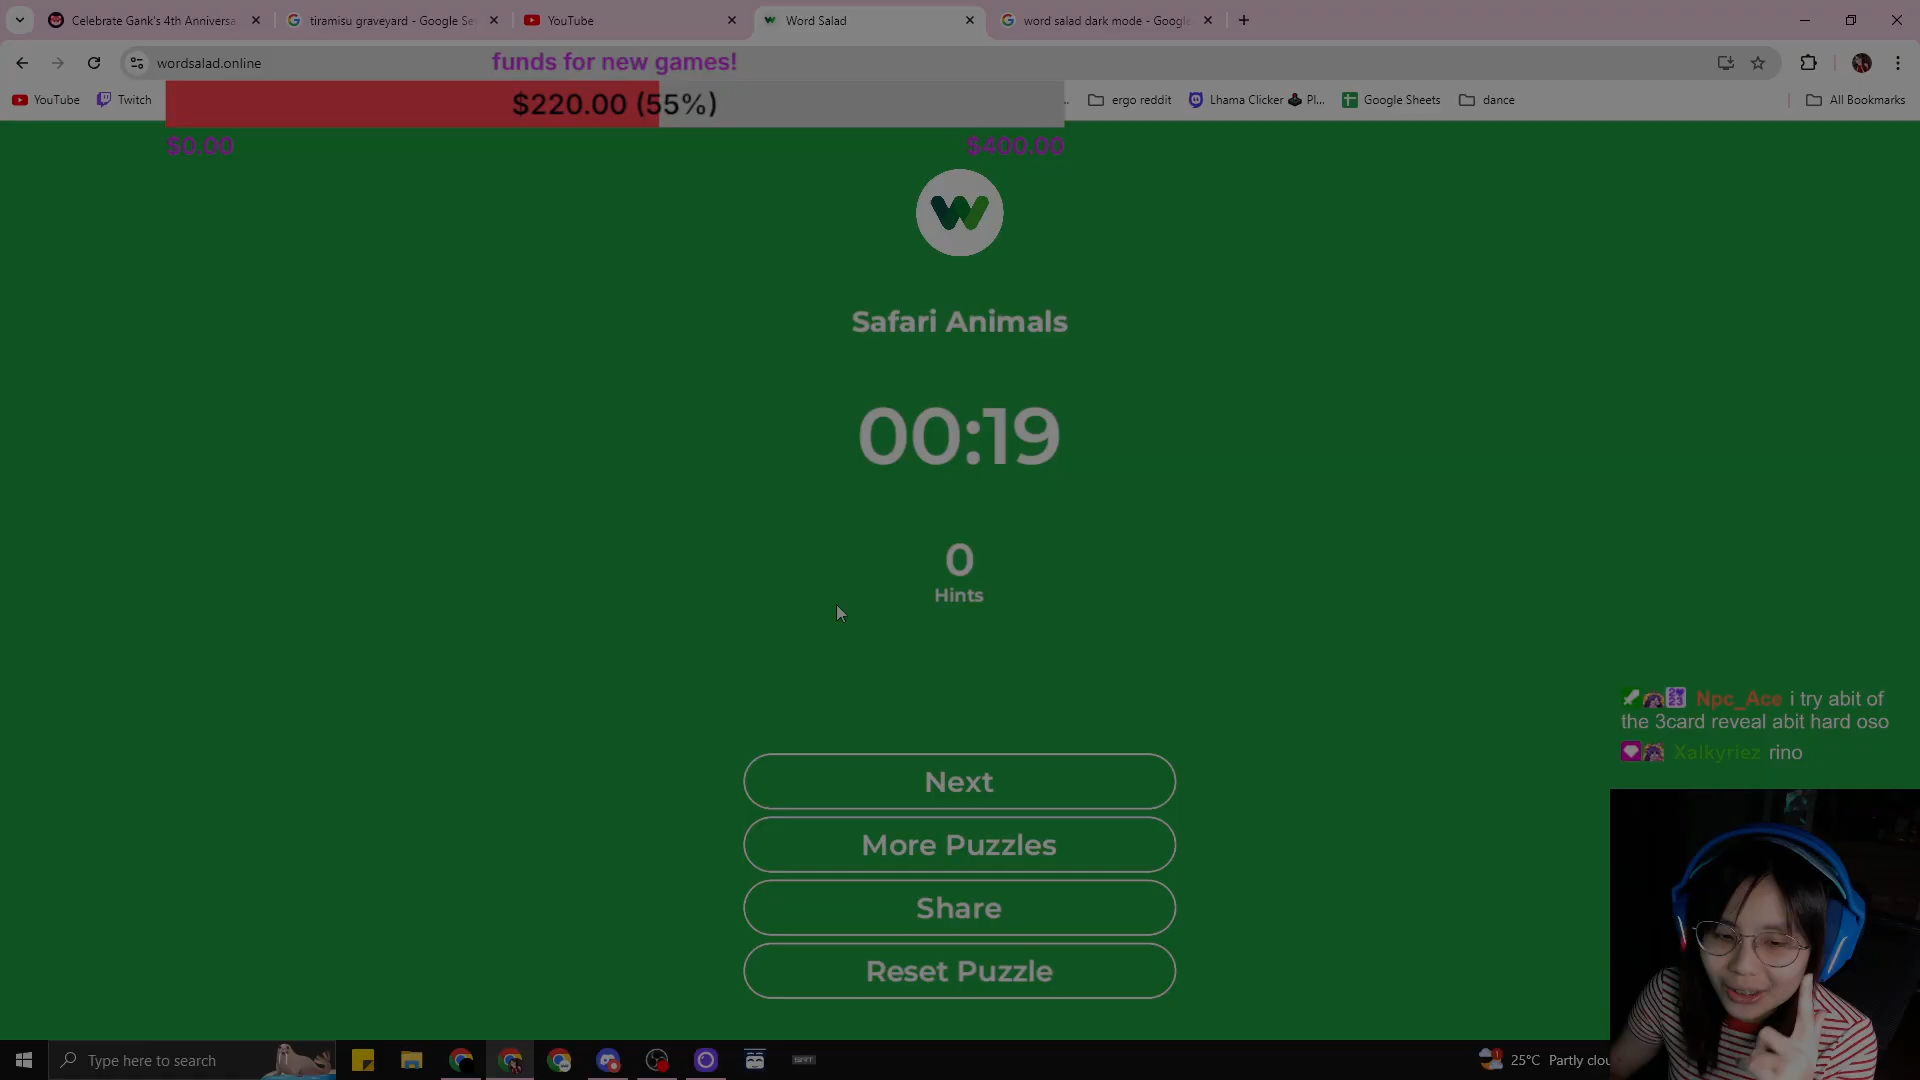 Celebrate Gank's 4th Anniversa
tiramisu graveyard - Google Se
YouTube
Word Salad
word salad dark mode - Google
wordsalad.online
funds for new games!
YouTube
Twitch
$220.00 (55%)
ergo reddit
Lhama Clicker
Pl...
Google Sheets
dance
All Bookmarks
$0.00
$400.00
Safari Animals
00:19
0
Hints
Npc_Ace i try abit of
the 3card reveal abit hard oso
Xalkyriez rino
Next
More Puzzles
Share
Reset Puzzle
Type here to search
25°C Partly clou